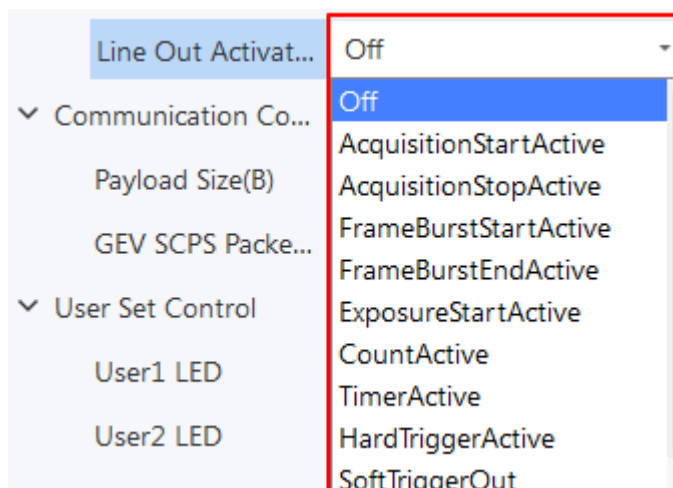 Line Out Activat...
Off
Off
Communication Co...
AcquisitionStartActive
Payload Size(B)
AcquisitionStopActive
GEV SCPS Packe...
FrameBurstStartActive
FrameBurstEndActive
User Set Control
ExposureStartActive
User1 LED
CountActive
TimerActive
User2 LED
HardTriggerActive
SoftTriggerOut